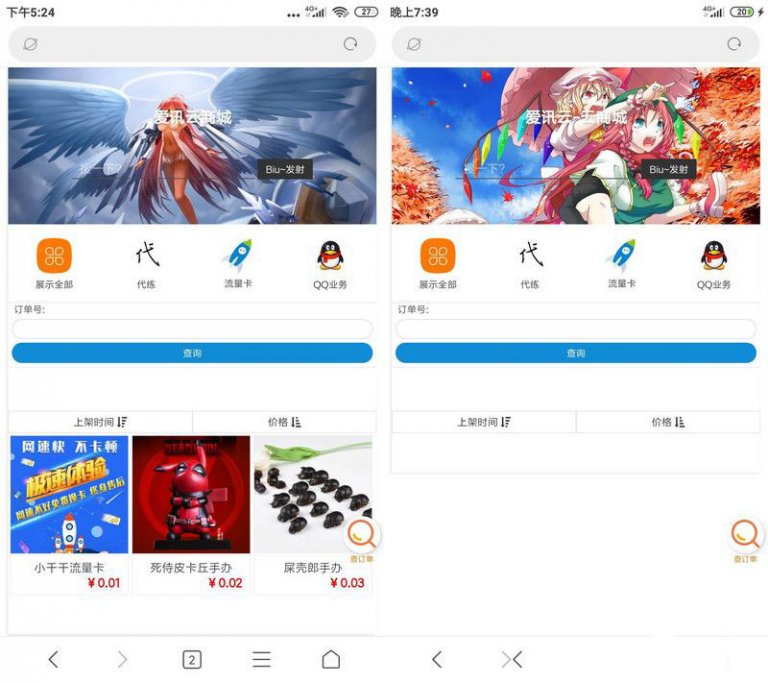 下午5:24
4G+
27
爱讯云商城
搜一下?
Biu~发射
展示全部
代
代练
流量卡
QQ业务
订单号:
查询
上架时间
价格
网速快 不卡顿
极速体验
网速不好免费换卡 终身售后
小千千流量卡
¥ 0.01
死侍皮卡丘手办
¥ 0.02
屎壳郎手办
¥ 0.03
查订单
2
晚上7:39
4G+
20
爱讯云~云商城
搜一下?
Biu~发射
展示全部
代
代练
流量卡
QQ业务
订单号:
查询
上架时间
价格
查订单